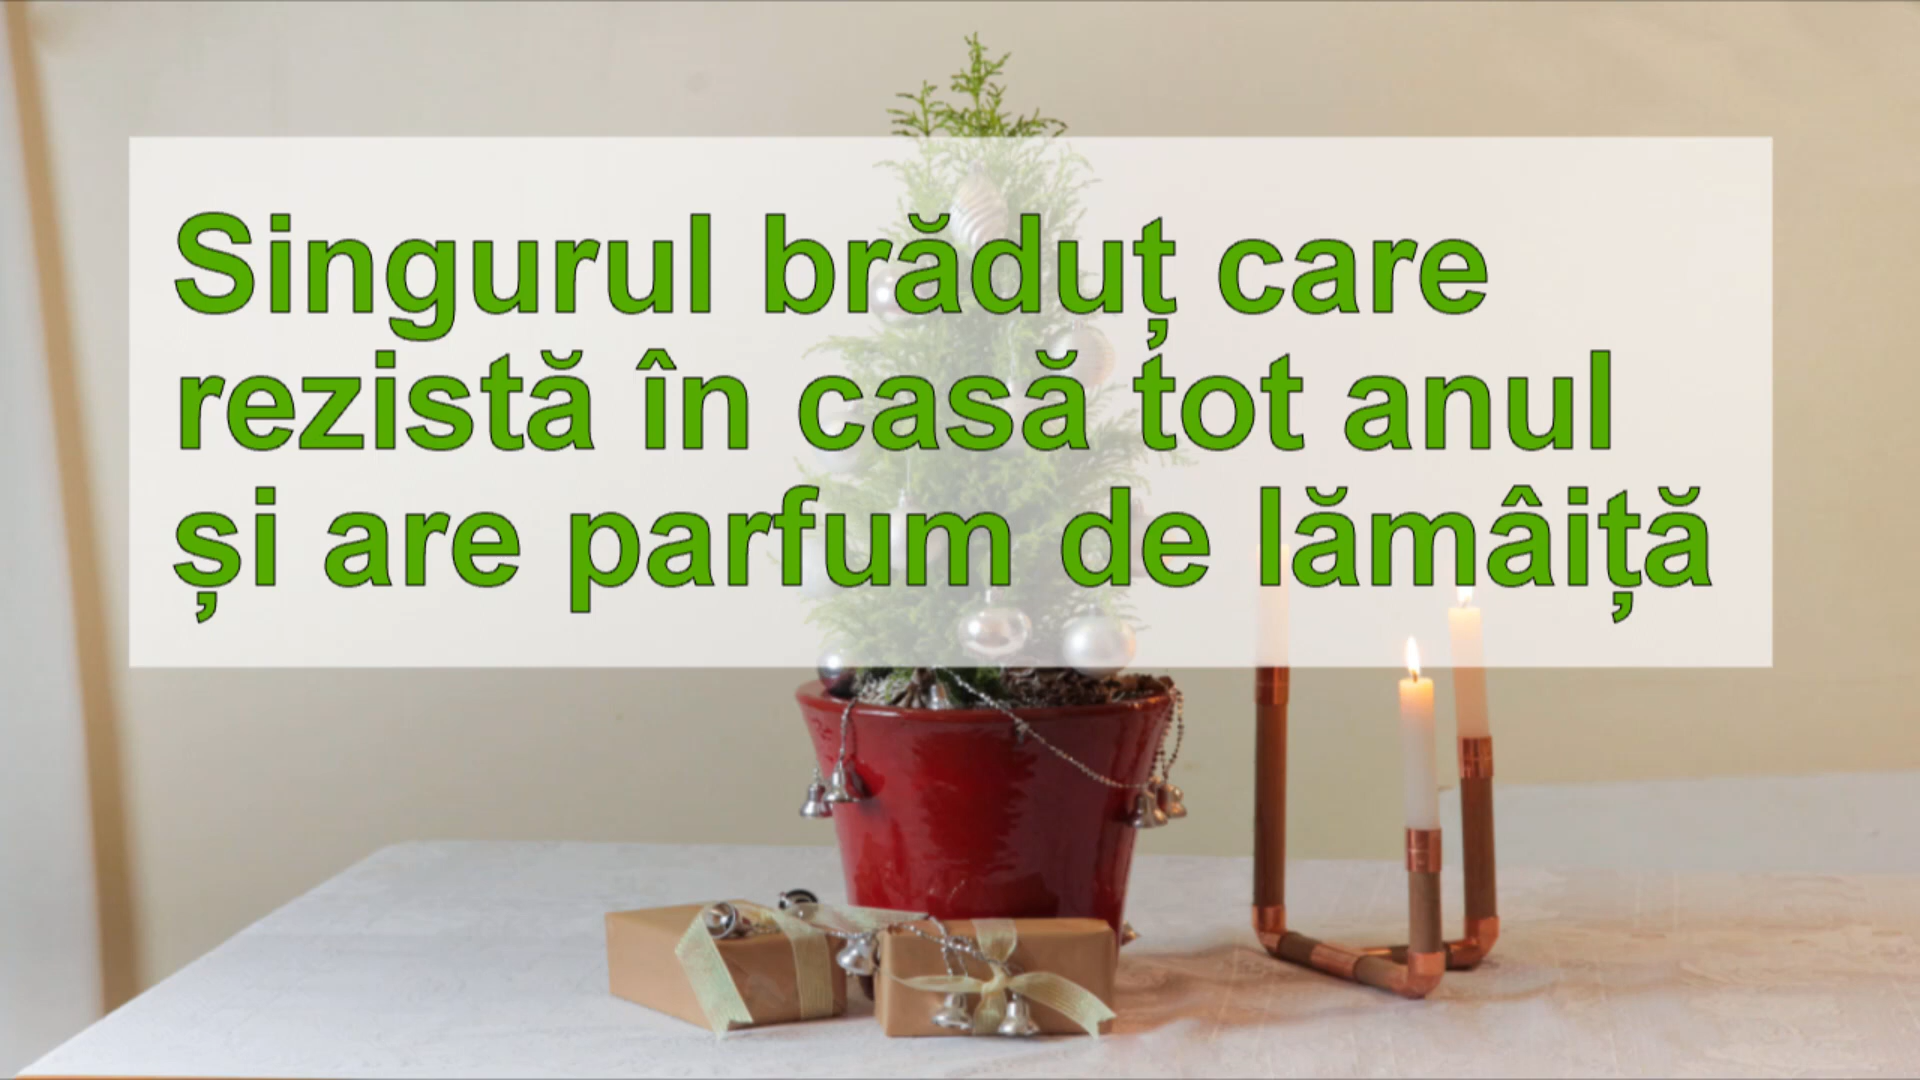 Singurul brăduț care
rezistă în casă tot anul
și are parfum de lămâiță